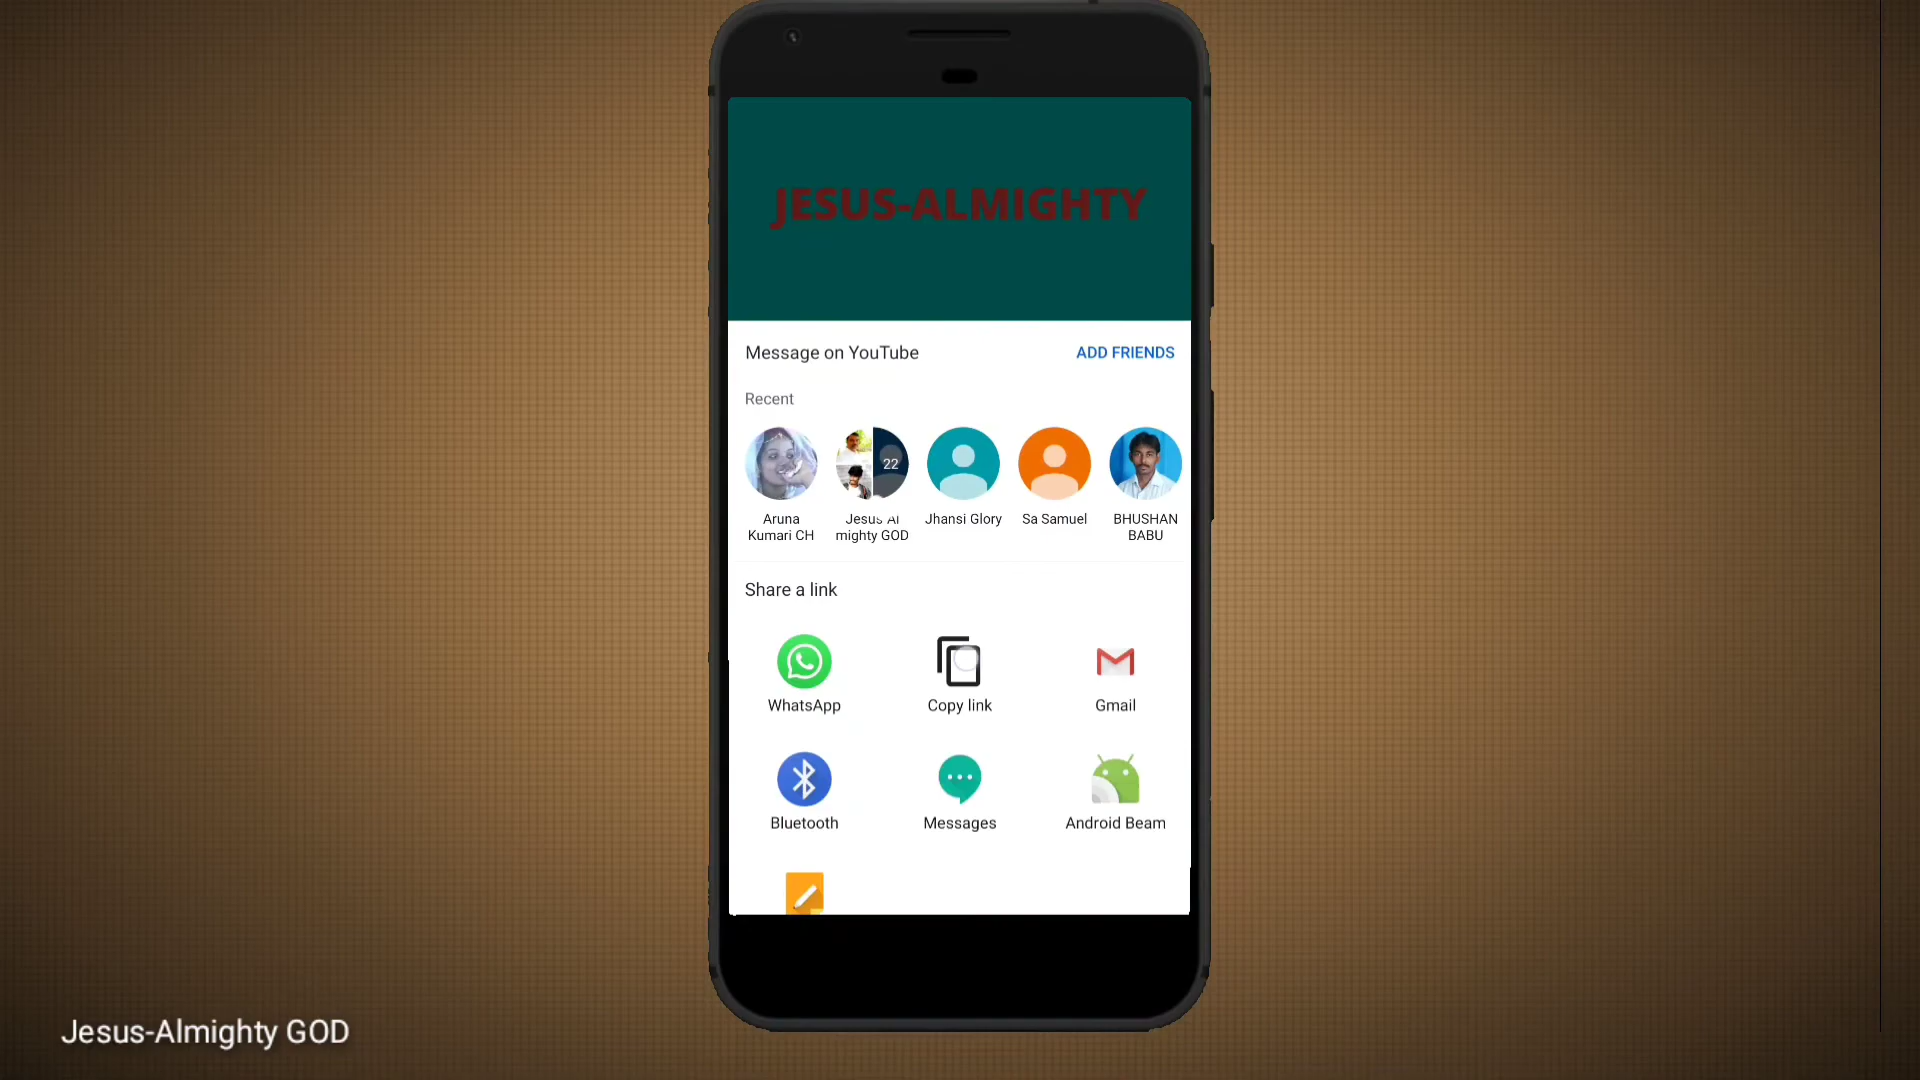 JESUS-ALMIGHTY
Message on YouTube
ADD FRIENDS
Recent
22
Aruna
Kumari CH
Jesus Al
mighty GOD
Jhansi Glory
Sa Samuel
BHUSHAN
BABU
Share a link
WhatsApp
Copy link
Gmail
Bluetooth
Messages
Android Beam
Jesus-Almighty GOD